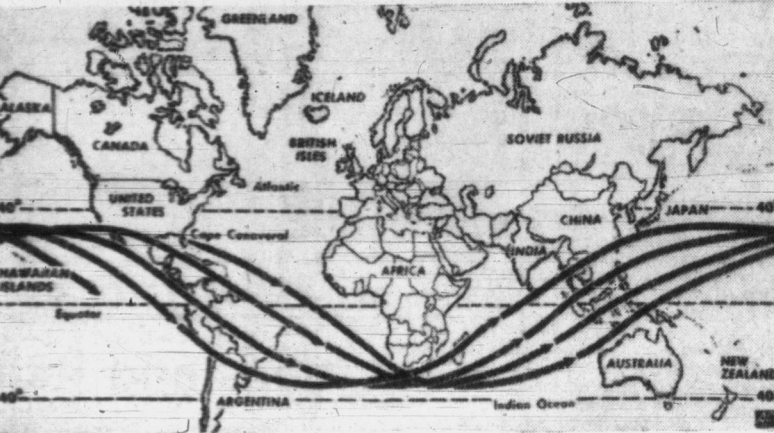 GREENLAND
ALASKA
ICELAND
CANADA
BRITISH
ISLES
SOVIET RUSSIA
Atlantic
UNITED
STATES
40°
CHINA
JAPAN
40
Cape Canaveral
INDIA
AFRICA
HAWAIIAN
ISLANDS
Equator
AUSTRALIA
NEW
ZEALAND
40°
ARGENTINA
Indian Ocean
40